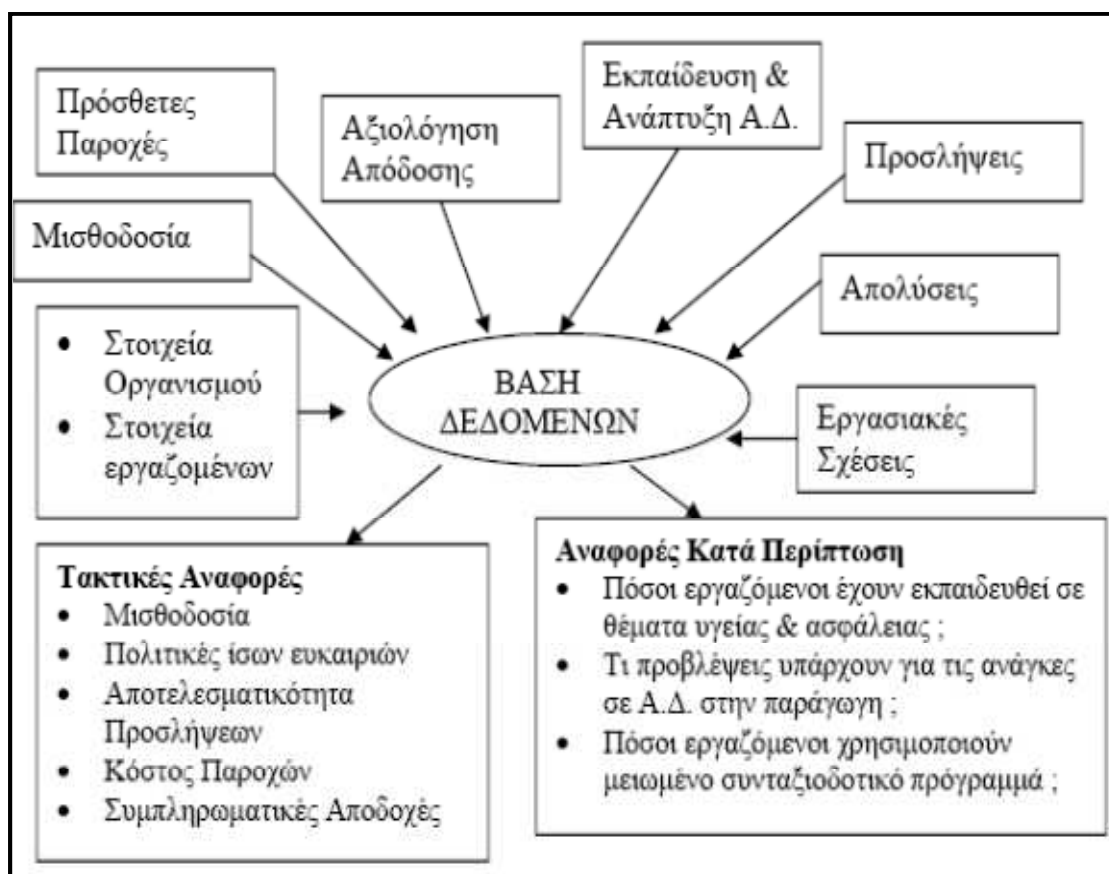 Πρόσθετες
Παροχές
Αξιολόγηση
Απόδοσης
Εκπαίδευση &
Ανάπτυξη Α.Δ.
Προσλήψεις
Μισθοδοσία
Απολύσεις
• Στοιχεία
Οργανισμού
• Στοιχεία
εργαζομένων
ΒΑΣΗ
ΔΕΔΟΜΕΝΩΝ
Εργασιακές
Σχέσεις
Τακτικές Αναφορές
• Μισθοδοσία
• Πολιτικές ίσων ευκαιριών
• Αποτελεσματικότητα
Προσλήψεων
• Κόστος Παροχών
• Συμπληρωματικές Αποδοχές
Αναφορές Κατά Περίπτωση
• Πόσοι εργαζόμενοι έχουν εκπαιδευθεί σε
θέματα υγείας & ασφάλειας ;
• Τι προβλέψεις υπάρχουν για τις ανάγκες
σε Α.Δ. στην παράγωγη ;
• Πόσοι εργαζόμενοι χρησιμοποιούν
μειωμένο συνταξιοδοτικό πρόγραμμά ;